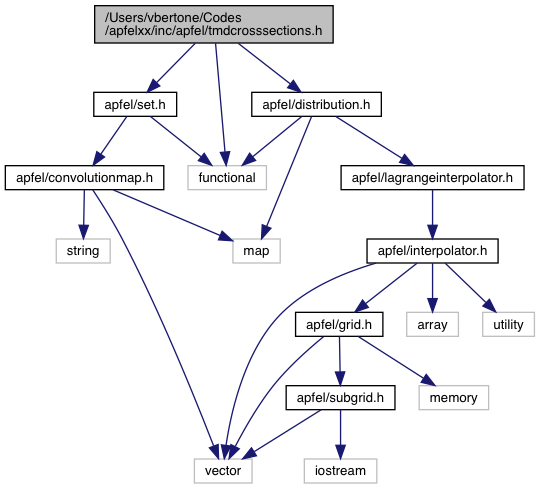 /Users/vbertone/Codes
/apfelxx/inc/apfel/tmdcrosssections.h
apfel/set.h
apfel/distribution.h
apfel/convolutionmap.h
functional
apfel/lagrangeinterpolator.h
string
map
apfel/interpolator.h
apfel/grid.h
array
utility
apfel/subgrid.h
memory
vector
iostream